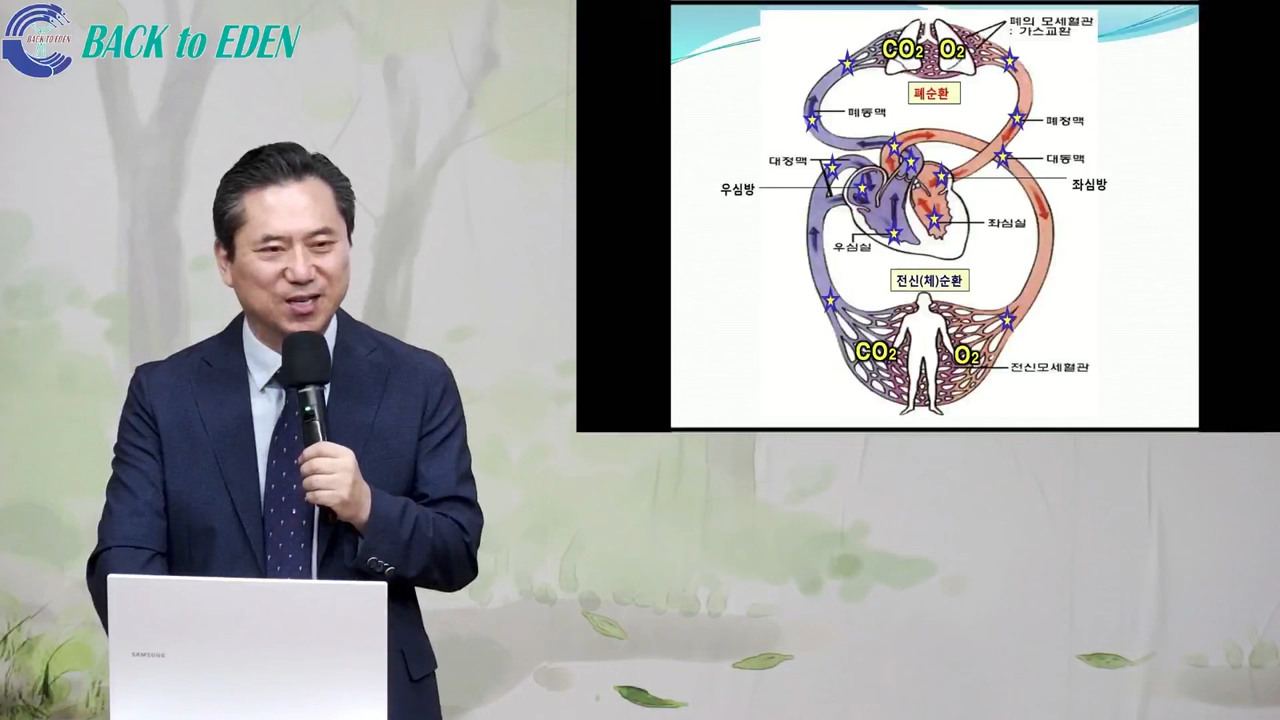 BACK TO EDEN
BACK to EDEN
폐의 모세혈관
: 가스교환
CO2
O2
폐순환
폐동맥
폐정맥
대정맥
대동맥
우심방
좌심방
좌심실
우심실
전신(체)순환
CO2
O2
전신모세혈관
SAMSUNG